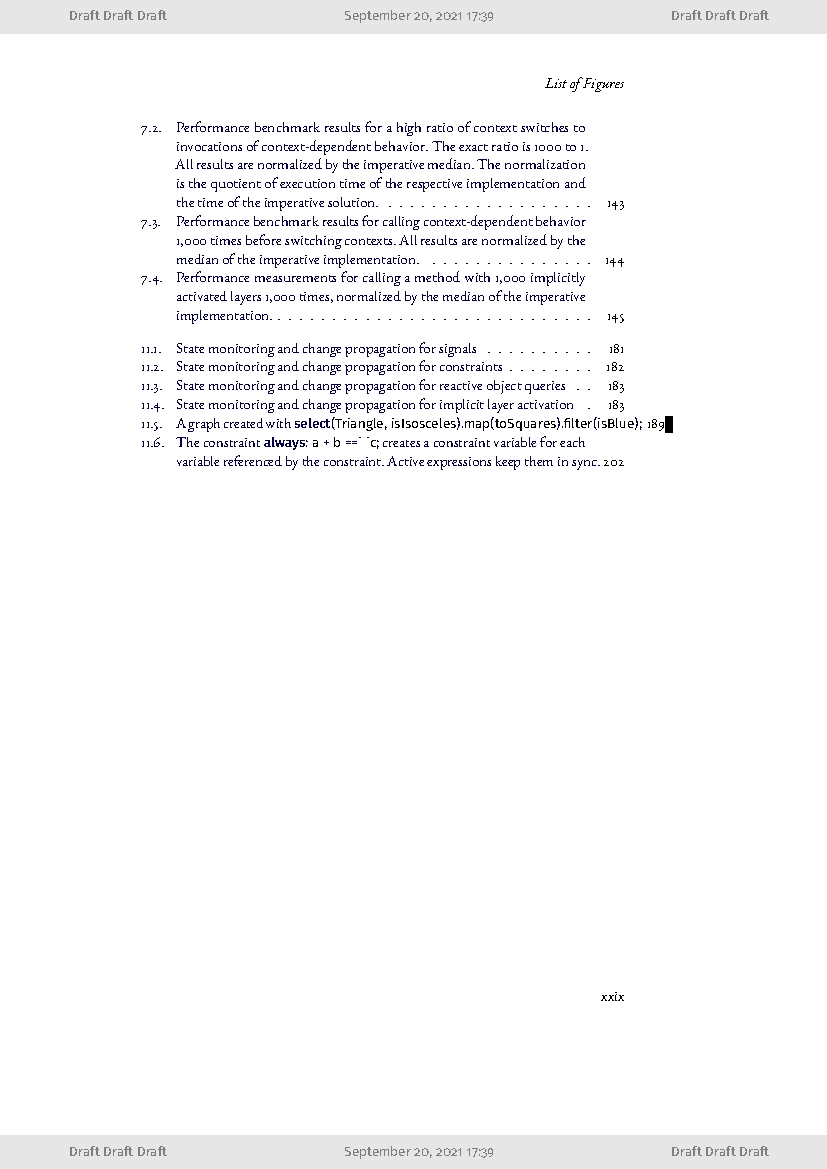 Draft Draft Draft September 20, 2021 17:39 Draft Draft Draft
List of Figures
7.2. Performance benchmark results for a high ratio of context switches to
invocations of context-dependent behavior. The exact ratio is 1000 to 1.
All results are normalized by the imperative median. The normalization
is the quotient of execution time of the respective implementation and
the time of the imperative solution. . . . . . . . . . . . . . . . . . . . 143
7.3. Performance benchmark results for calling context-dependent behavior
1,000 times before switching contexts. All results are normalized by the
median of the imperative implementation. . . . . . . . . . . . . . . . 144
7.4. Performance measurements for calling a method with 1,000 implicitly
activated layers 1,000 times, normalized by the median of the imperative
implementation. . . . . . . . . . . . . . . . . . . . . . . . . . . . . . 145
11.1. State monitoring and change propagation for signals . . . . . . . . . . 181
11.2. State monitoring and change propagation for constraints . . . . . . . . 182
11.3. State monitoring and change propagation for reactive object queries . . 183
11.4. State monitoring and change propagation for implicit layer activation . 183
11.5. A graph created with select(Triangle, isIsosceles).map(toSquares).filter(isBlue); 189
11.6. The constraint always: a + b ==``c; creates a constraint variable for each
variable referenced by the constraint. Active expressions keep them in sync. 202
xxix
Draft Draft Draft September 20, 2021 17:39 Draft Draft Draft